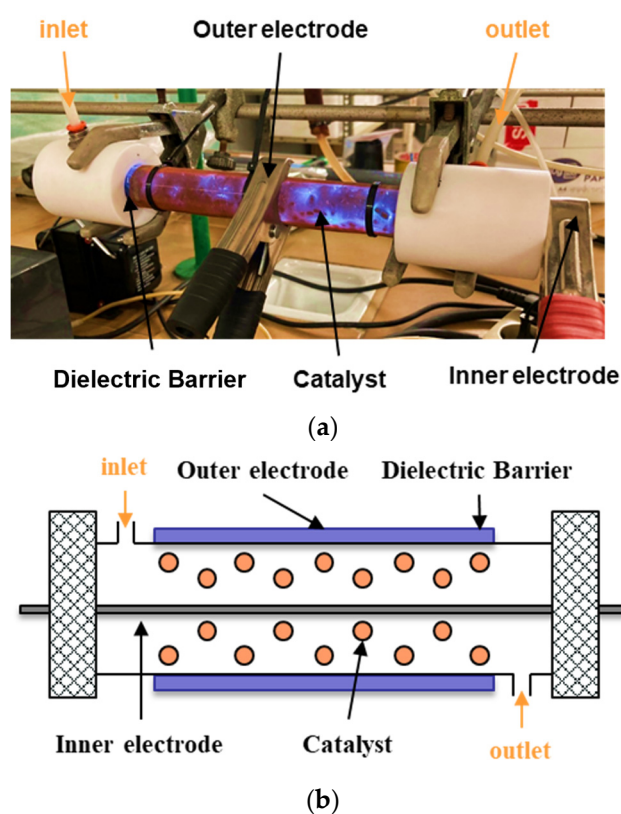 inlet
Outer electrode
outlet
Dielectric Barrier
Catalyst
Inner electrode
(a)
inlet
Outer electrode
Dielectric Barrier
Inner electrode
Catalyst
outlet
(b)